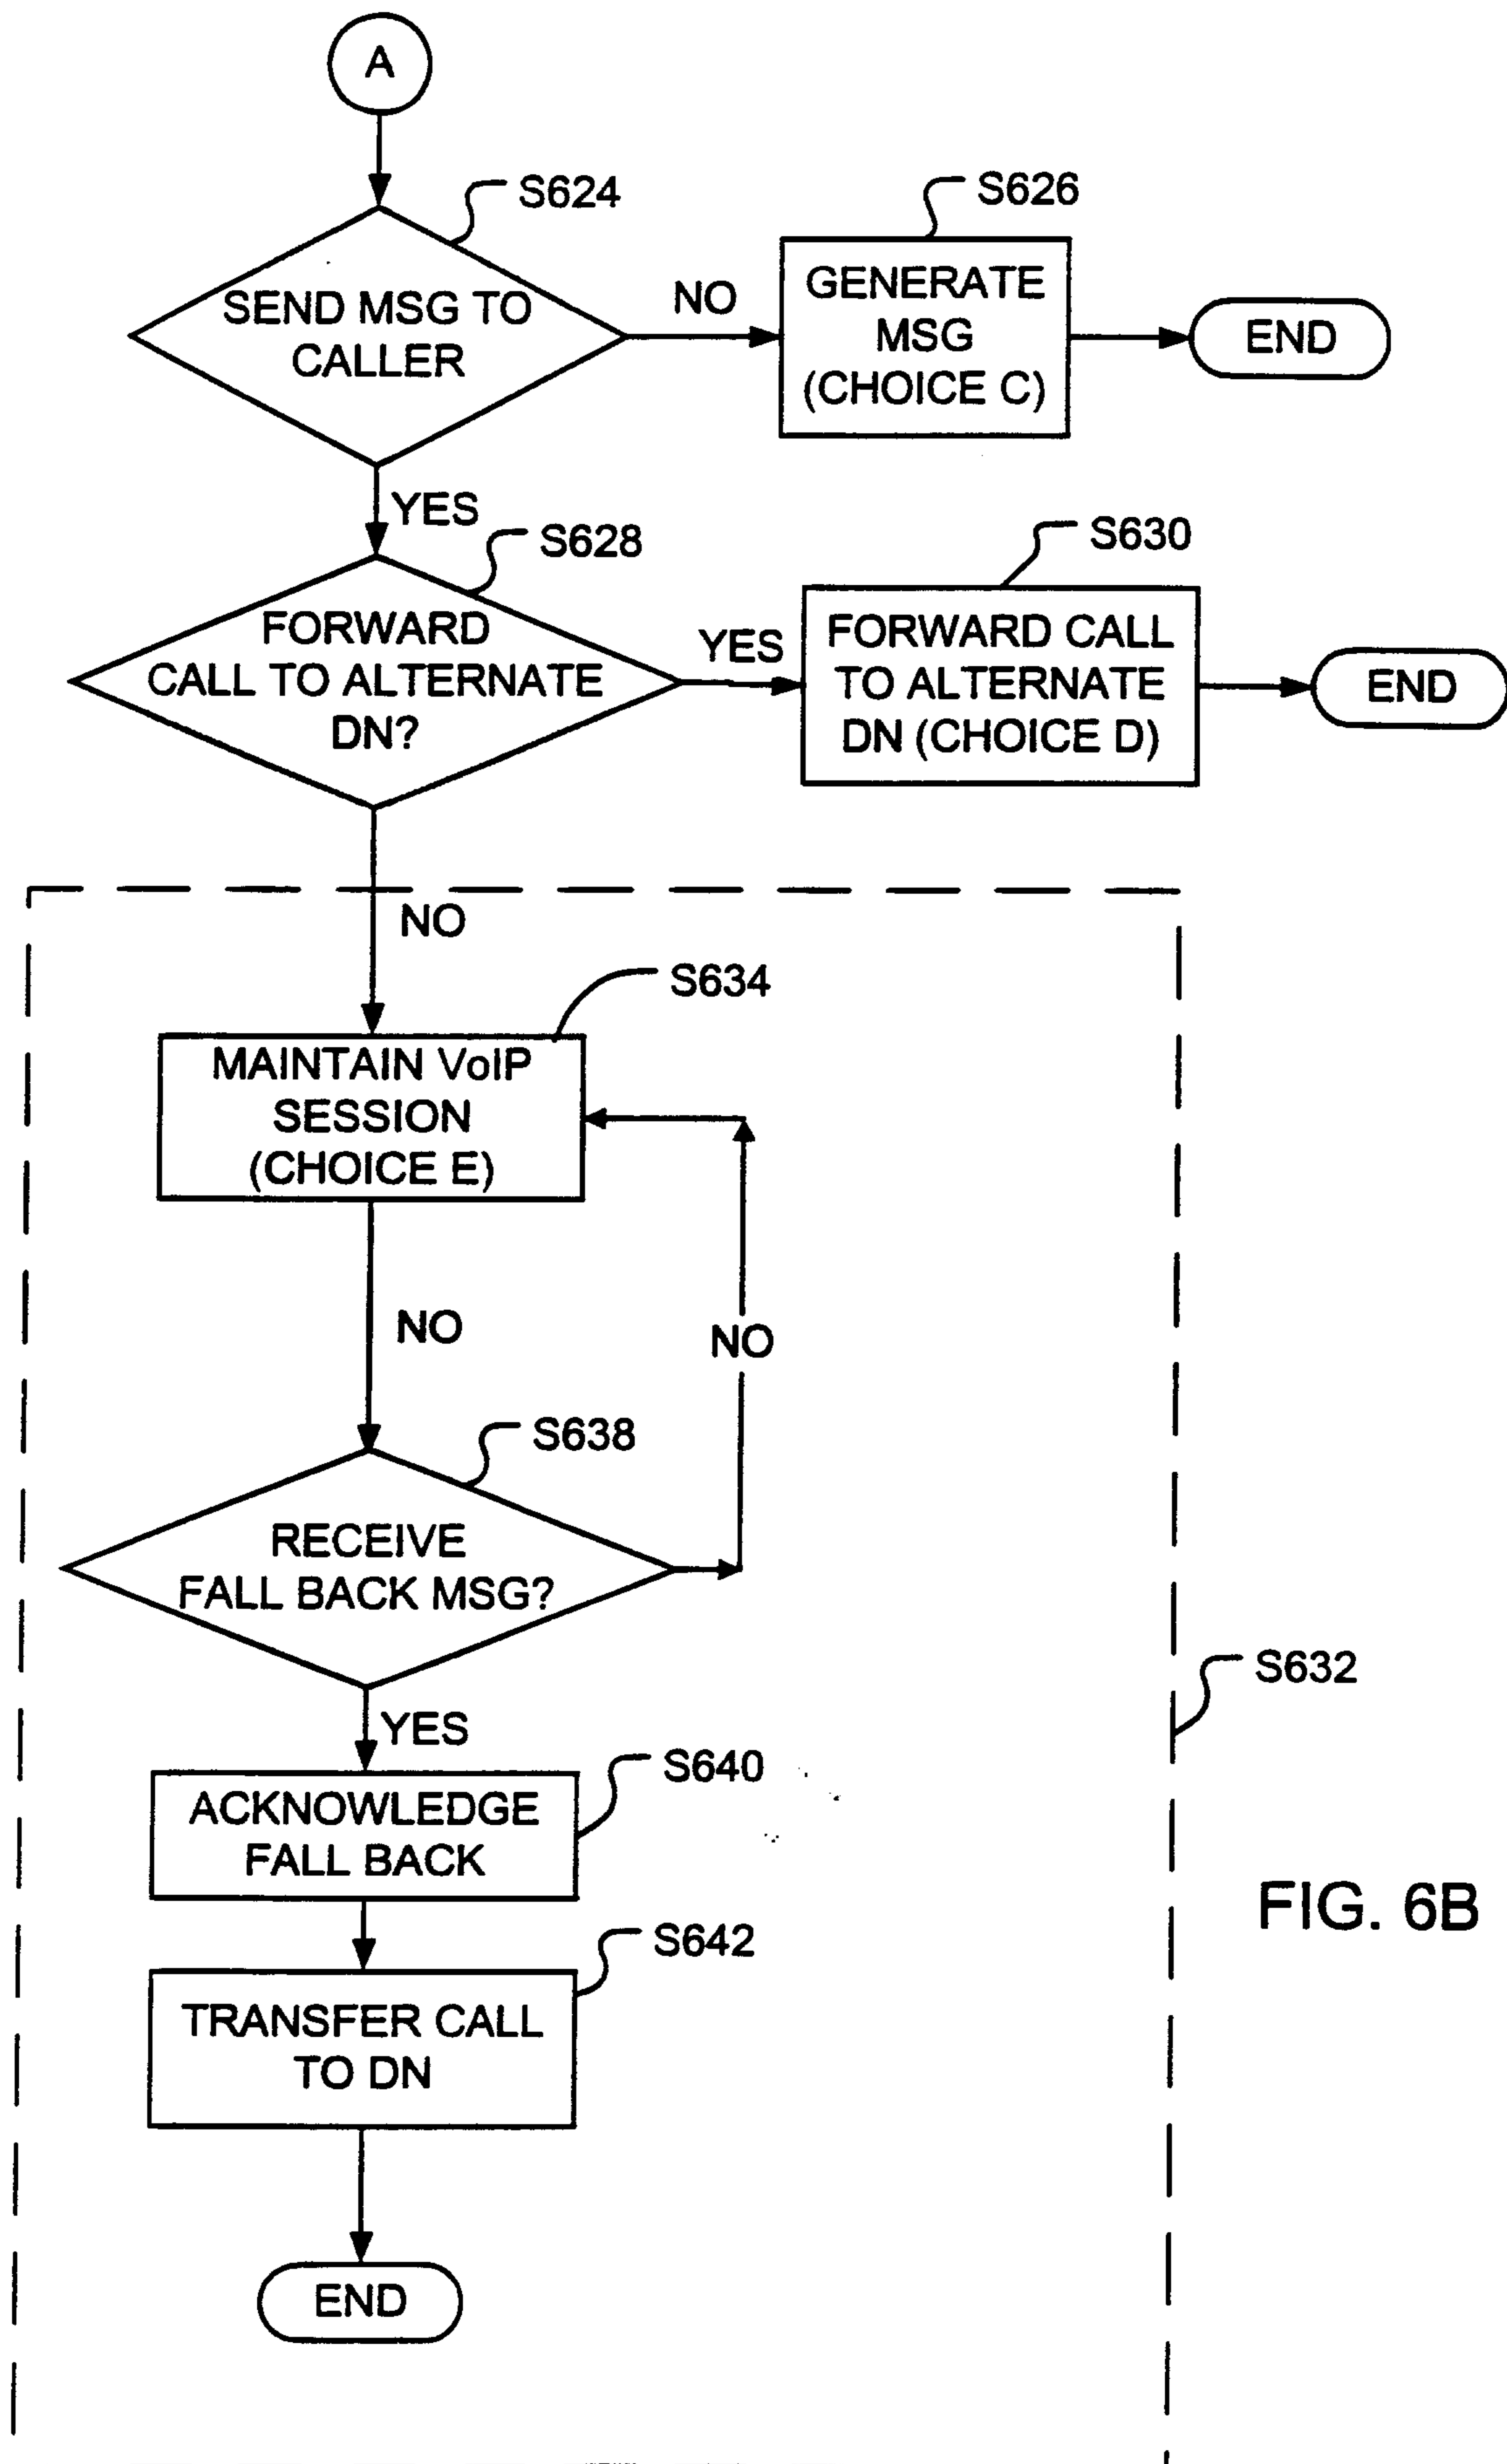 A
S624
SEND MSG TO
CALLER
NO
S626
GENERATE
MSG
(CHOICE C)
END
YES
S628
FORWARD
CALL TO ALTERNATE
DN?
YES
S630
FORWARD CALL
TO ALTERNATE
DN (CHOICE D)
END
NO
S634
MAINTAIN VoIP
SESSION
(CHOICE E)
NO
NO
S638
RECEIVE
FALL BACK MSG?
S632
YES
S640
ACKNOWLEDGE
FALL BACK
FIG. 6B
S642
TRANSFER CALL
TO DN
END